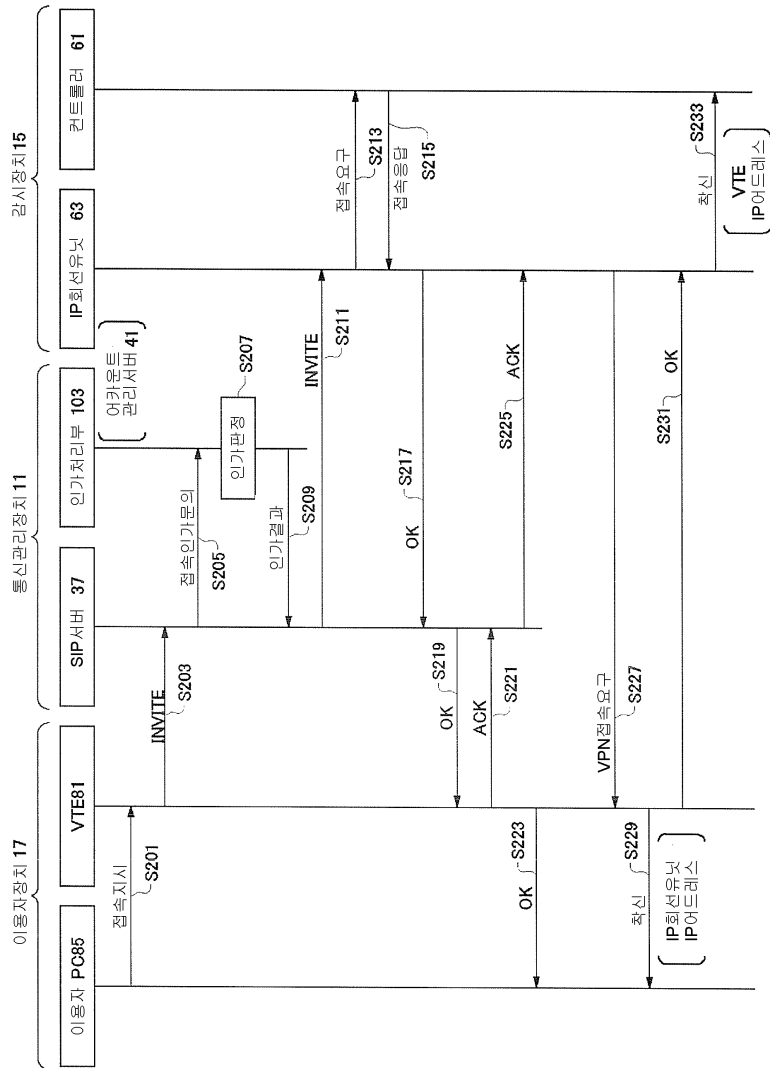 이용자장치 17
통신관리장치 11
감시장치 15
이용자 PC85
VTE81
SIP서버 37
인가처리부 103
IP회선유닛 63
컨트롤러 61
어카운트
관리서버 41
접속지시
S201
INVITE
S203
접속인가문의
S205
인가판정
S207
인가결과
S209
INVITE
S211
접속요구
S213
접속응답
S215
OK
S217
OK
S219
ACK
S221
OK
S223
ACK
S225
VPN접속요구
S227
착신
S229
IP회선유닛
IP어드레스
OK
S231
착신
S233
VTE
IP어드레스